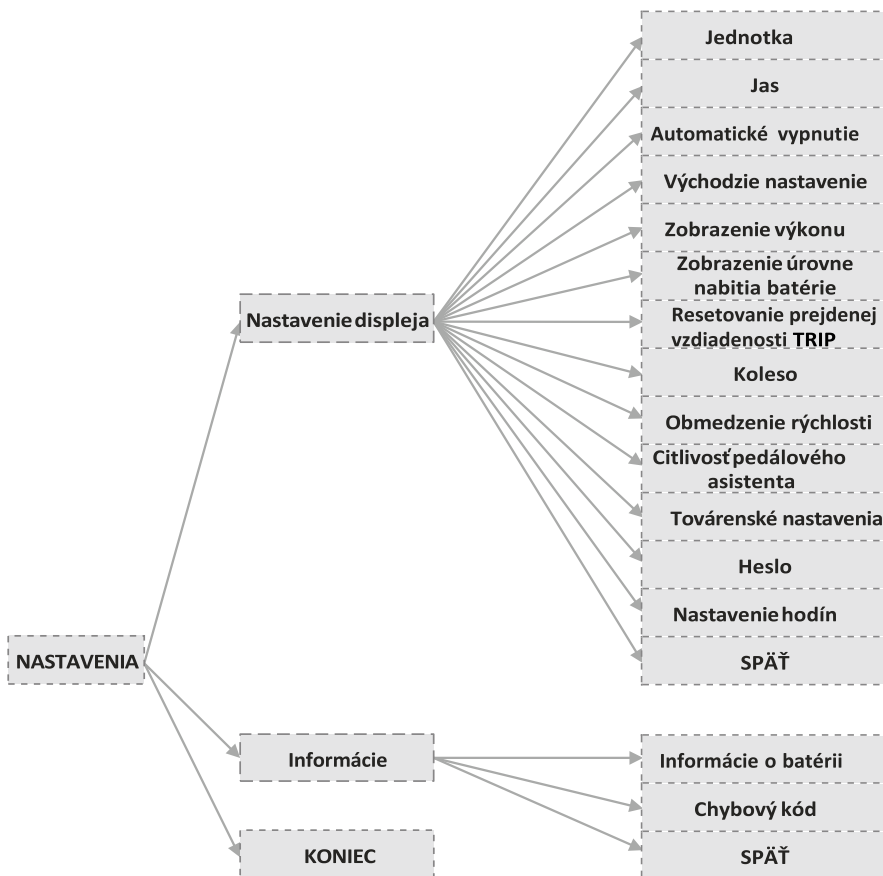 Jednotka
Jas
Automatické vypnutie
Východzie nastavenie
Zobrazenie výkonu
Zobrazenie úrovne
nabitia batérie
Nastavenie displeja
Resetovanie prejdenej
vzdiadenosti TRIP
Koleso
Obmedzenie rýchlosti
Citlivosť pedálového
asistenta
Továrenské nastavenia
Heslo
Nastavenie hodín
NASTAVENIA
SPÄŤ
Informácie
Informácie o batérii
Chybový kód
KONIEC
SPÄŤ